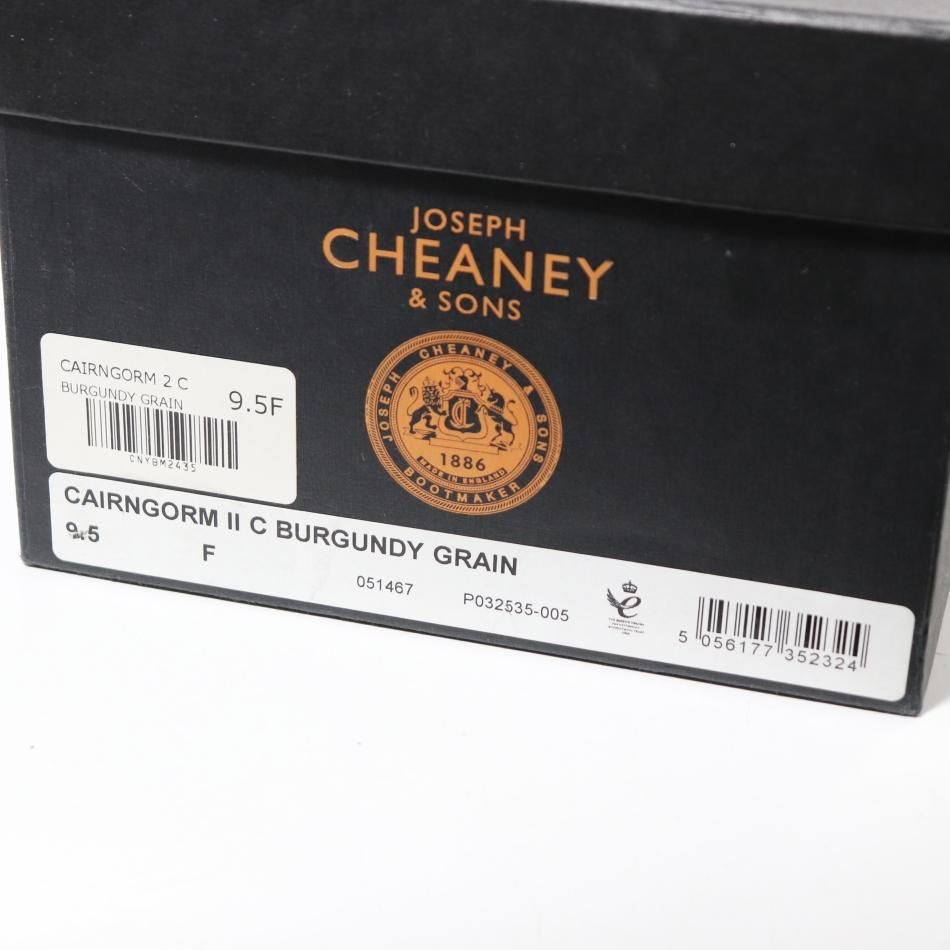 JOSEPH
CHEANEY
& SONS
JOSEPH CHEANEY & SONS
1886
MADE IN ENGLAND
BOOTMAKER
CAIRNGORM 2 C
BURGUNDY GRAIN
9.5F
CNYBM2435
CAIRNGORM II C BURGUNDY GRAIN
9.5
F
051467
P032535-005
5 056177 352324